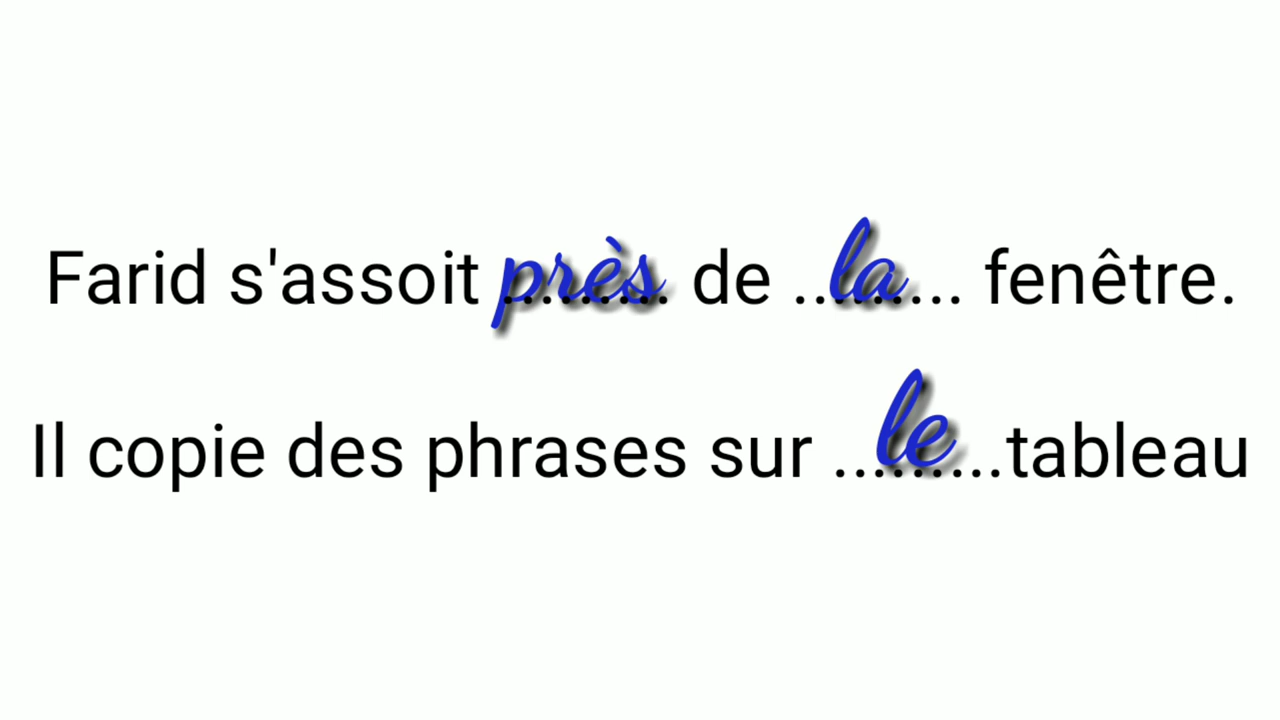 Farid s'assoit près de la fenêtre.
Il copie des phrases sur le tableau